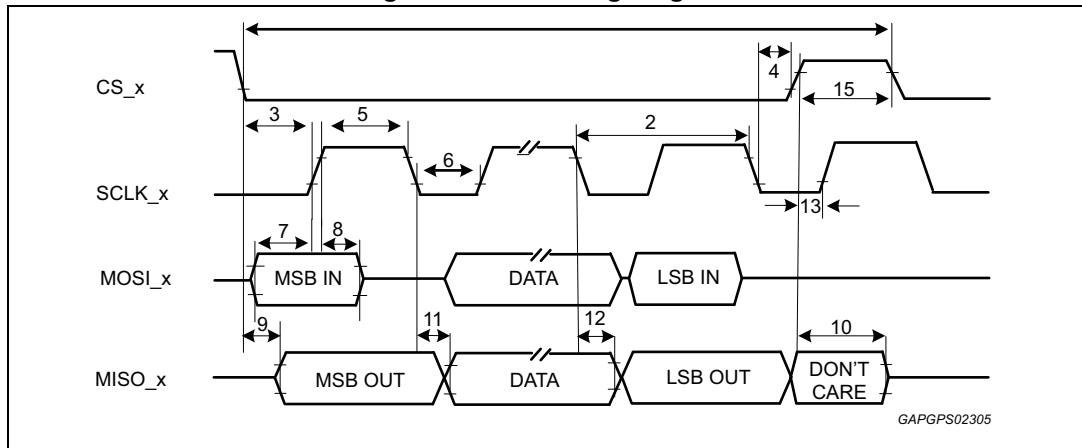 4
CS_x
15
3
5
2
6
SCLK_x
13
7
8
MOSI_x
MSB IN
DATA
LSB IN
9
11
12
10
MISO_x
MSB OUT
DATA
LSB OUT
DON'T
CARE
GAPGPS02305